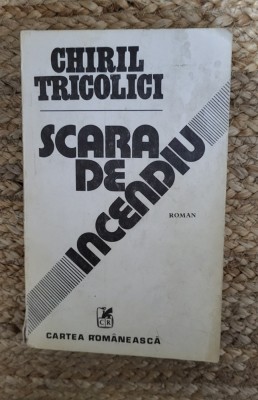 CHIRIL
TRICOLICI
SCARA
DE
INCENDIU
ROMAN
CR
CARTEA ROMÂNEASCĂ